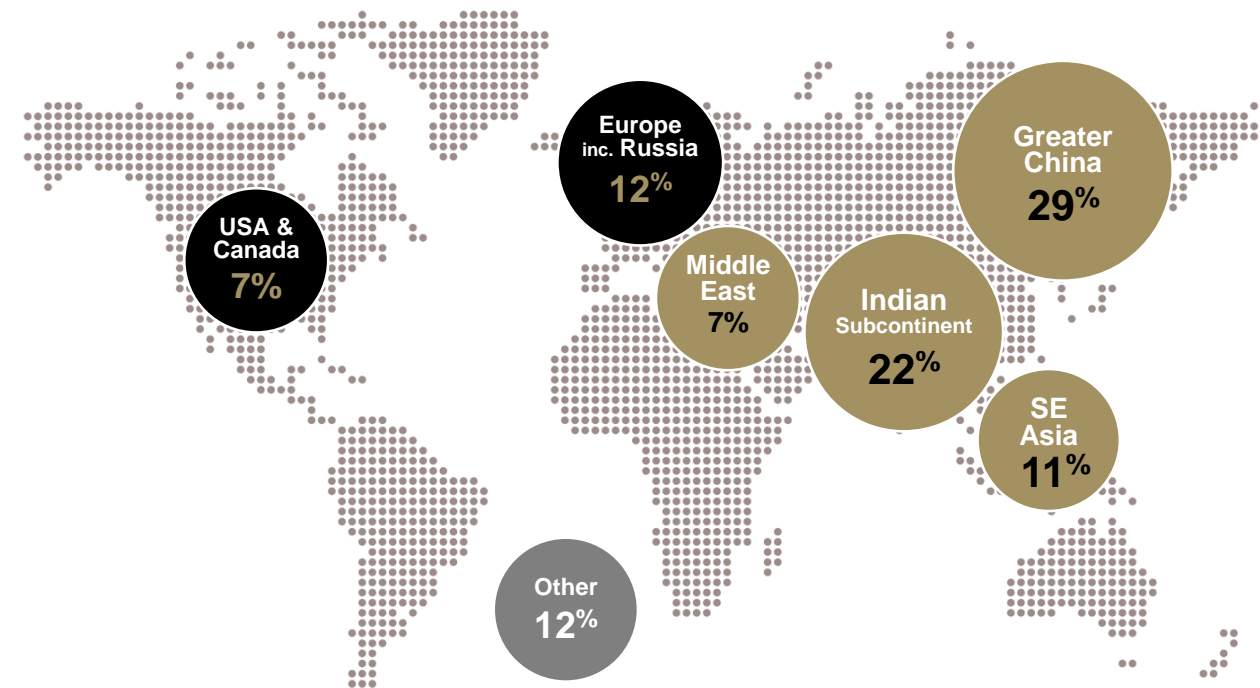 Europe
inc. Russia
12%
Greater
China
29%
USA &
Canada
7%
Middle
East
7%
Indian
Subcontinent
22%
SE
Asia
11%
Other
12%